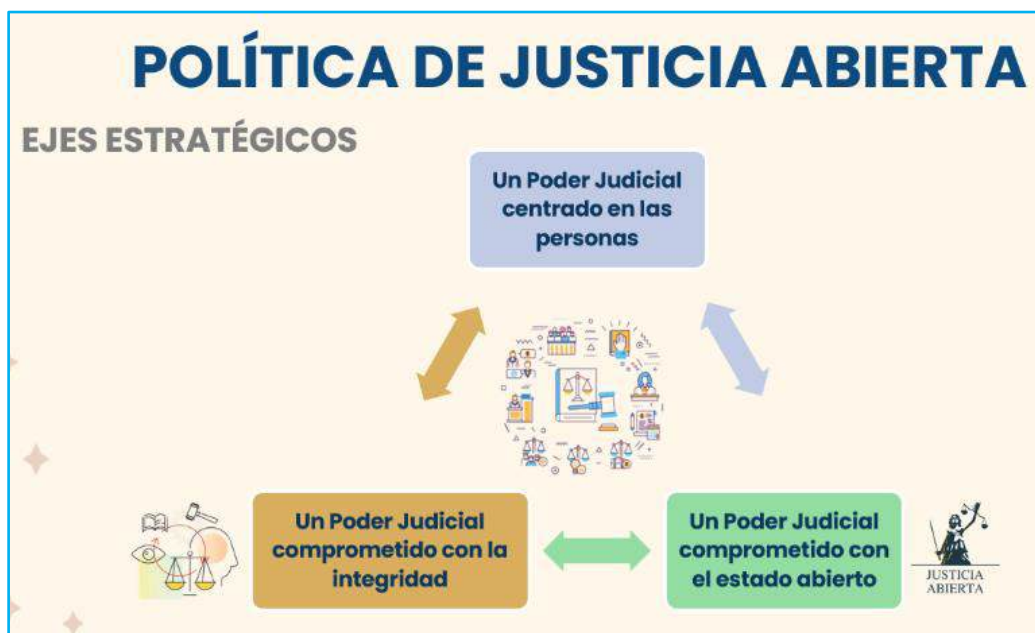 POLÍTICA DE JUSTICIA ABIERTA
EJES ESTRATÉGICOS
Un Poder Judicial
centrado en las
personas
Un Poder Judicial
comprometido con la
integridad
Un Poder Judicial
comprometido con
el estado abierto
JUSTICIA
ABIERTA